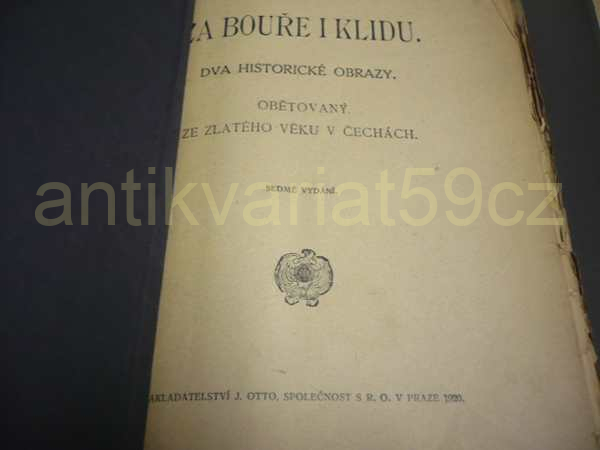 ZA BOUŘE I KLIDU.
DVA HISTORICKÉ OBRAZY.
OBĚTOVANÝ.
ZE ZLATÉHO VĚKU V ČECHÁCH.
SEDMÉ VYDÁNÍ.
antikvariat59cz
NAKLADATELSTVÍ J. OTTO, SPOLEČNOST S R. O. V PRAZE 1920.